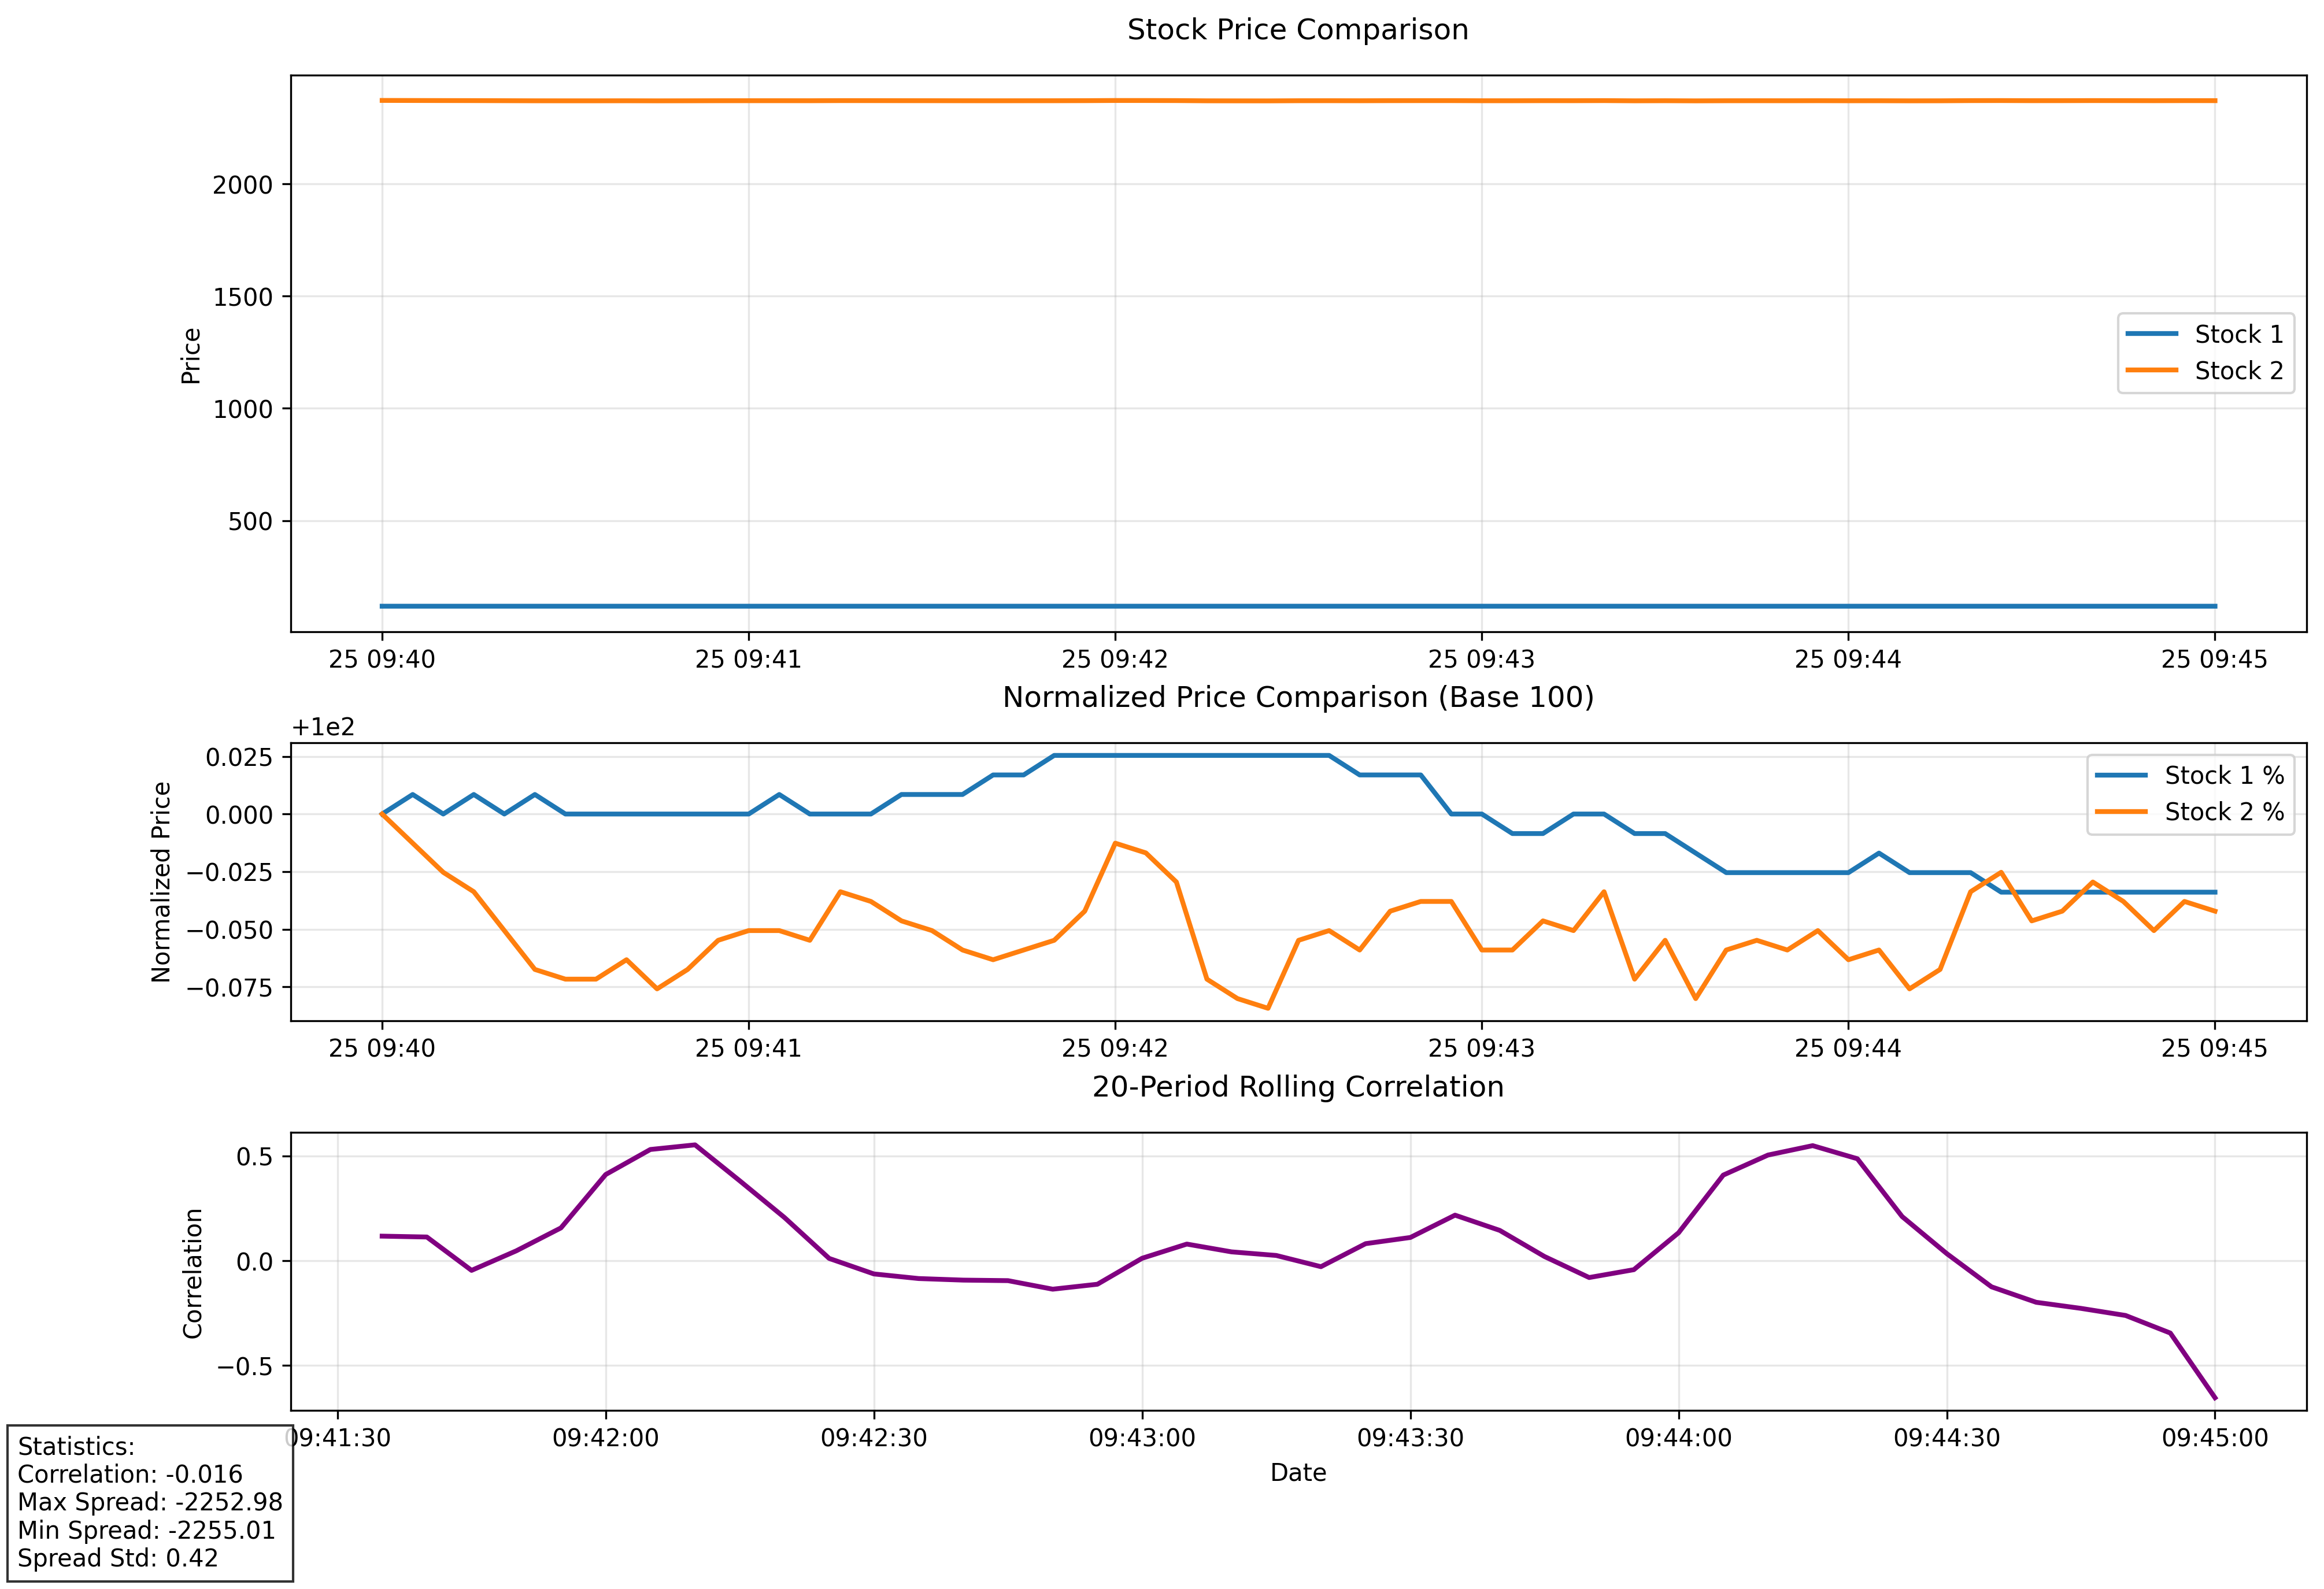 Stock Price Comparison
2000
1500
1000
500
Price
Stock 1
Stock 2
25 09:40 25 09:41 25 09:42 25 09:43 25 09:44 25 09:45
Normalized Price Comparison (Base 100)
+1e2
0.025
0.000
−0.025
−0.050
−0.075
Normalized Price
Stock 1 %
Stock 2 %
25 09:40 25 09:41 25 09:42 25 09:43 25 09:44 25 09:45
20-Period Rolling Correlation
0.5
0.0
−0.5
Correlation
09:41:30 09:42:00 09:42:30 09:43:00 09:43:30 09:44:00 09:44:30 09:45:00
Date
Statistics:
Correlation: -0.016
Max Spread: -2252.98
Min Spread: -2255.01
Spread Std: 0.42